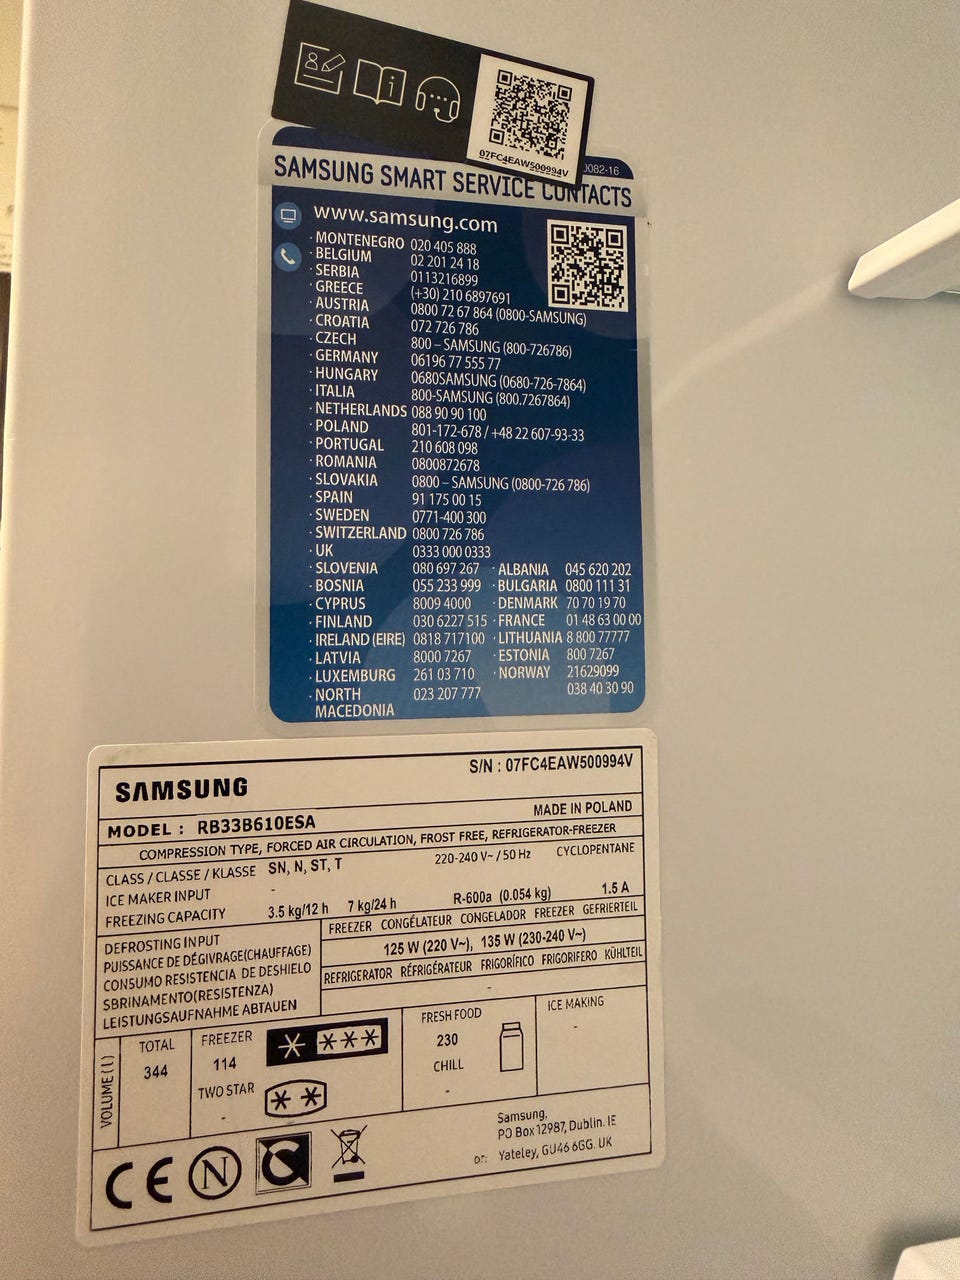 07FC4EAW500994V
0082-16
SAMSUNG SMART SERVICE CONTACTS
www.samsung.com
· MONTENEGRO 020 405 888
· BELGIUM 02 201 24 18
· SERBIA 0113216899
· GREECE (+30) 210 6897691
· AUSTRIA 0800 72 67 864 (0800-SAMSUNG)
· CROATIA 072 726 786
· CZECH 800 – SAMSUNG (800-726786)
· GERMANY 06196 77 555 77
· HUNGARY 0680SAMSUNG (0680-726-7864)
· ITALIA 800-SAMSUNG (800.7267864)
· NETHERLANDS 088 90 90 100
· POLAND 801-172-678 / +48 22 607-93-33
· PORTUGAL 210 608 098
· ROMANIA 0800872678
· SLOVAKIA 0800 – SAMSUNG (0800-726 786)
· SPAIN 91 175 00 15
· SWEDEN 0771-400 300
· SWITZERLAND 0800 726 786
· UK 0333 000 0333
· SLOVENIA 080 697 267 · ALBANIA 045 620 202
· BOSNIA 055 233 999 · BULGARIA 0800 111 31
· CYPRUS 8009 4000 · DENMARK 70 70 19 70
· FINLAND 030 6227 515 · FRANCE 01 48 63 00 00
· IRELAND (EIRE) 0818 717100 · LITHUANIA 8 800 77777
· LATVIA 8000 7267 · ESTONIA 800 7267
· LUXEMBURG 261 03 710 · NORWAY 21629099
· NORTH 023 207 777 038 40 30 90
MACEDONIA
SAMSUNG S/N : 07FC4EAW500994V
MODEL : RB33B610ESA MADE IN POLAND
COMPRESSION TYPE, FORCED AIR CIRCULATION, FROST FREE, REFRIGERATOR-FREEZER
CLASS / CLASSE / KLASSE SN, N, ST, T 220-240 V~ / 50 Hz CYCLOPENTANE
ICE MAKER INPUT -
FREEZING CAPACITY 3.5 kg/12 h 7 kg/24 h R-600a (0.054 kg) 1.5 A
DEFROSTING INPUT
PUISSANCE DE DÉGIVRAGE(CHAUFFAGE)
CONSUMO RESISTENCIA DE DESHIELO
SBRINAMENTO(RESISTENZA)
LEISTUNGSAUFNAHME ABTAUEN
FREEZER CONGÉLATEUR CONGELADOR FREEZER GEFRIERTEIL
125 W (220 V~), 135 W (230-240 V~)
REFRIGERATOR RÉFRIGÉRATEUR FRIGORÍFICO FRIGORIFERO KÜHLTEIL
-
VOLUME ( l )
TOTAL
344
FREEZER
114
TWO STAR
-
FRESH FOOD
230
CHILL
-
ICE MAKING
-
Samsung,
PO Box 12987, Dublin. IE
or: Yateley, GU46 6GG. UK
CE N